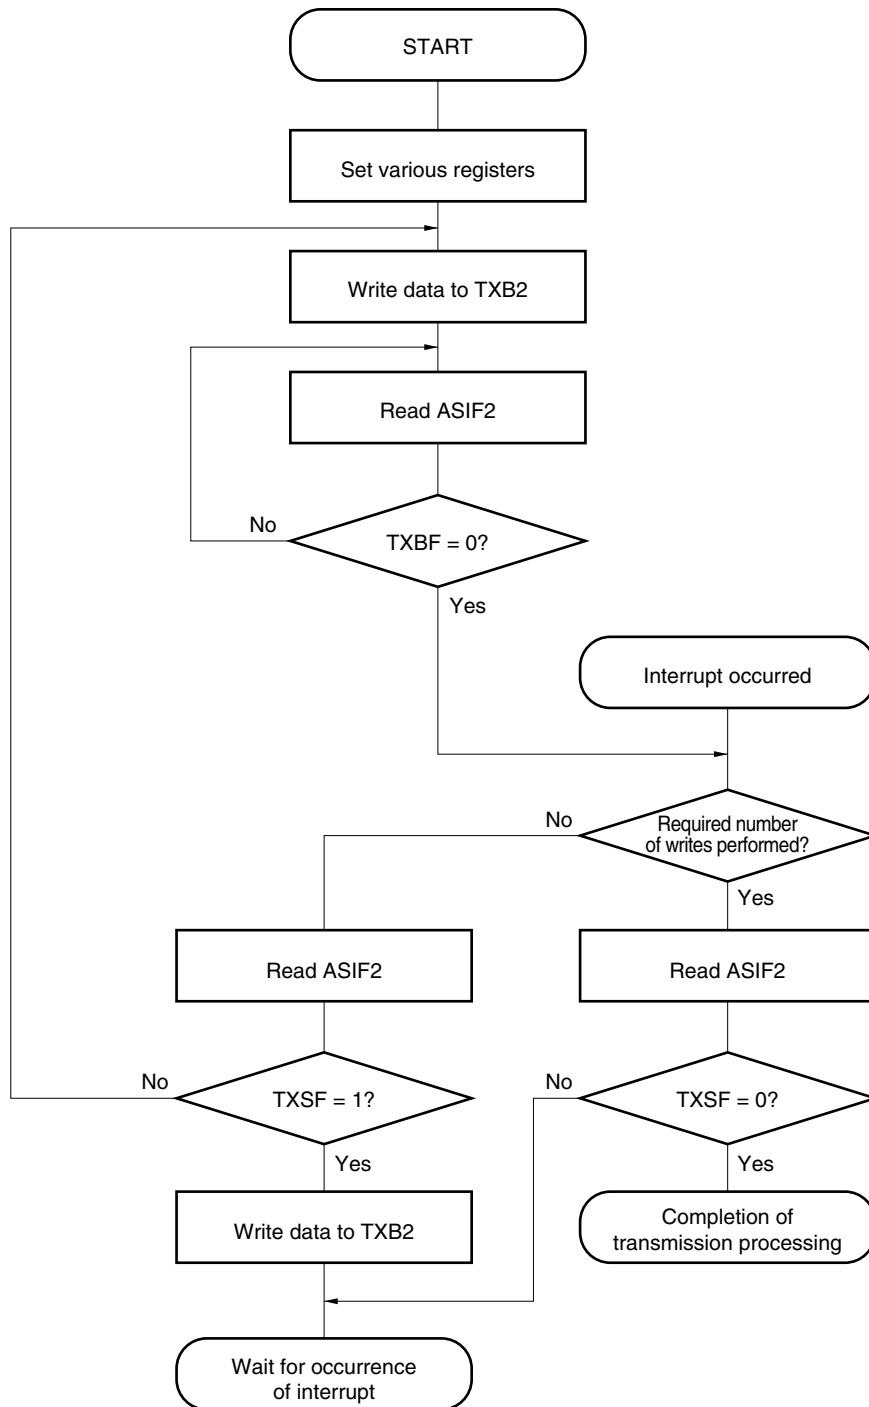 START
Set various registers
Write data to TXB2
Read ASIF2
No
TXBF = 0?
Yes
Interrupt occurred
No
Required number
of writes performed?
Yes
Read ASIF2
Read ASIF2
No
TXSF = 1?
No
TXSF = 0?
Yes
Yes
Write data to TXB2
Completion of
transmission processing
Wait for occurrence
of interrupt